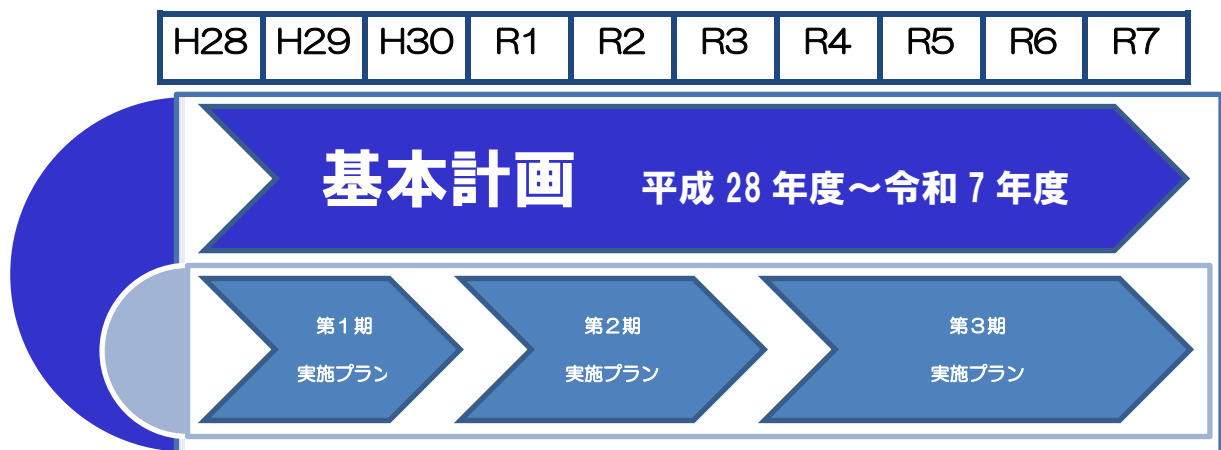 H28 H29 H30 R1 R2 R3 R4 R5 R6 R7
基本計画 平成 28 年度～令和 7 年度
第１期
実施プラン
第２期
実施プラン
第３期
実施プラン